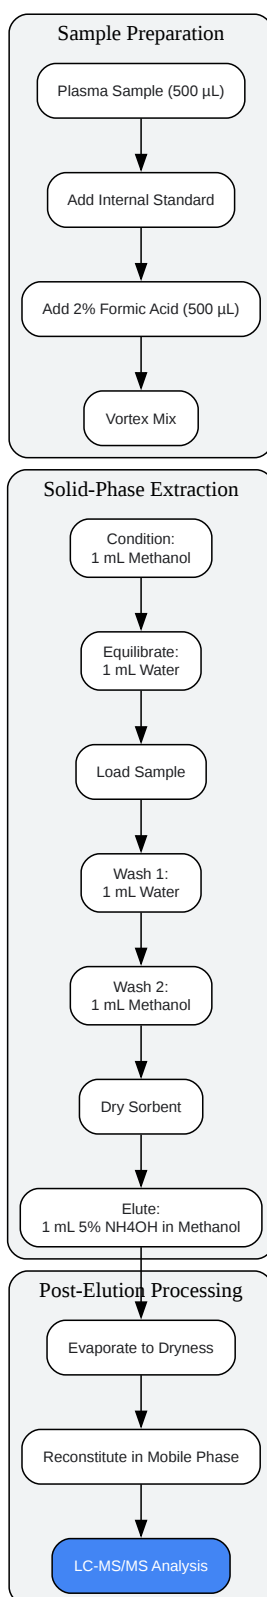 Sample Preparation
Plasma Sample (500 µL)
Add Internal Standard
Add 2% Formic Acid (500 µL)
Vortex Mix
Solid-Phase Extraction
Condition:
1 mL Methanol
Equilibrate:
1 mL Water
Load Sample
Wash 1:
1 mL Water
Wash 2:
1 mL Methanol
Dry Sorbent
Elute:
1 mL 5% NH4OH in Methanol
Post-Elution Processing
Evaporate to Dryness
Reconstitute in Mobile Phase
LC-MS/MS Analysis